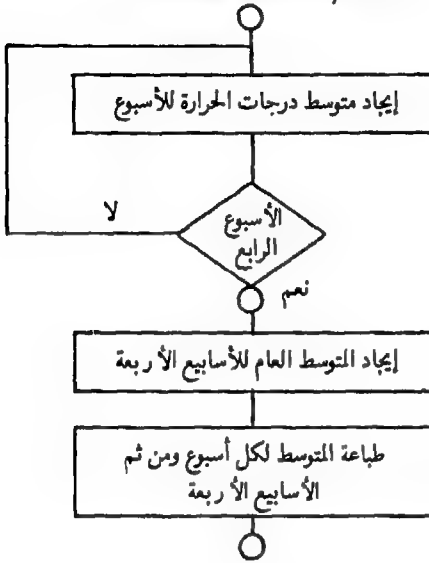 إيجاد متوسط درجات الحرارة للأسبوع
الأسبوع
الرابع
لا
نعم
إيجاد المتوسط العام للأسابيع الأربعة
طباعة المتوسط لكل أسبوع ومن ثم
الأسابيع الأربعة